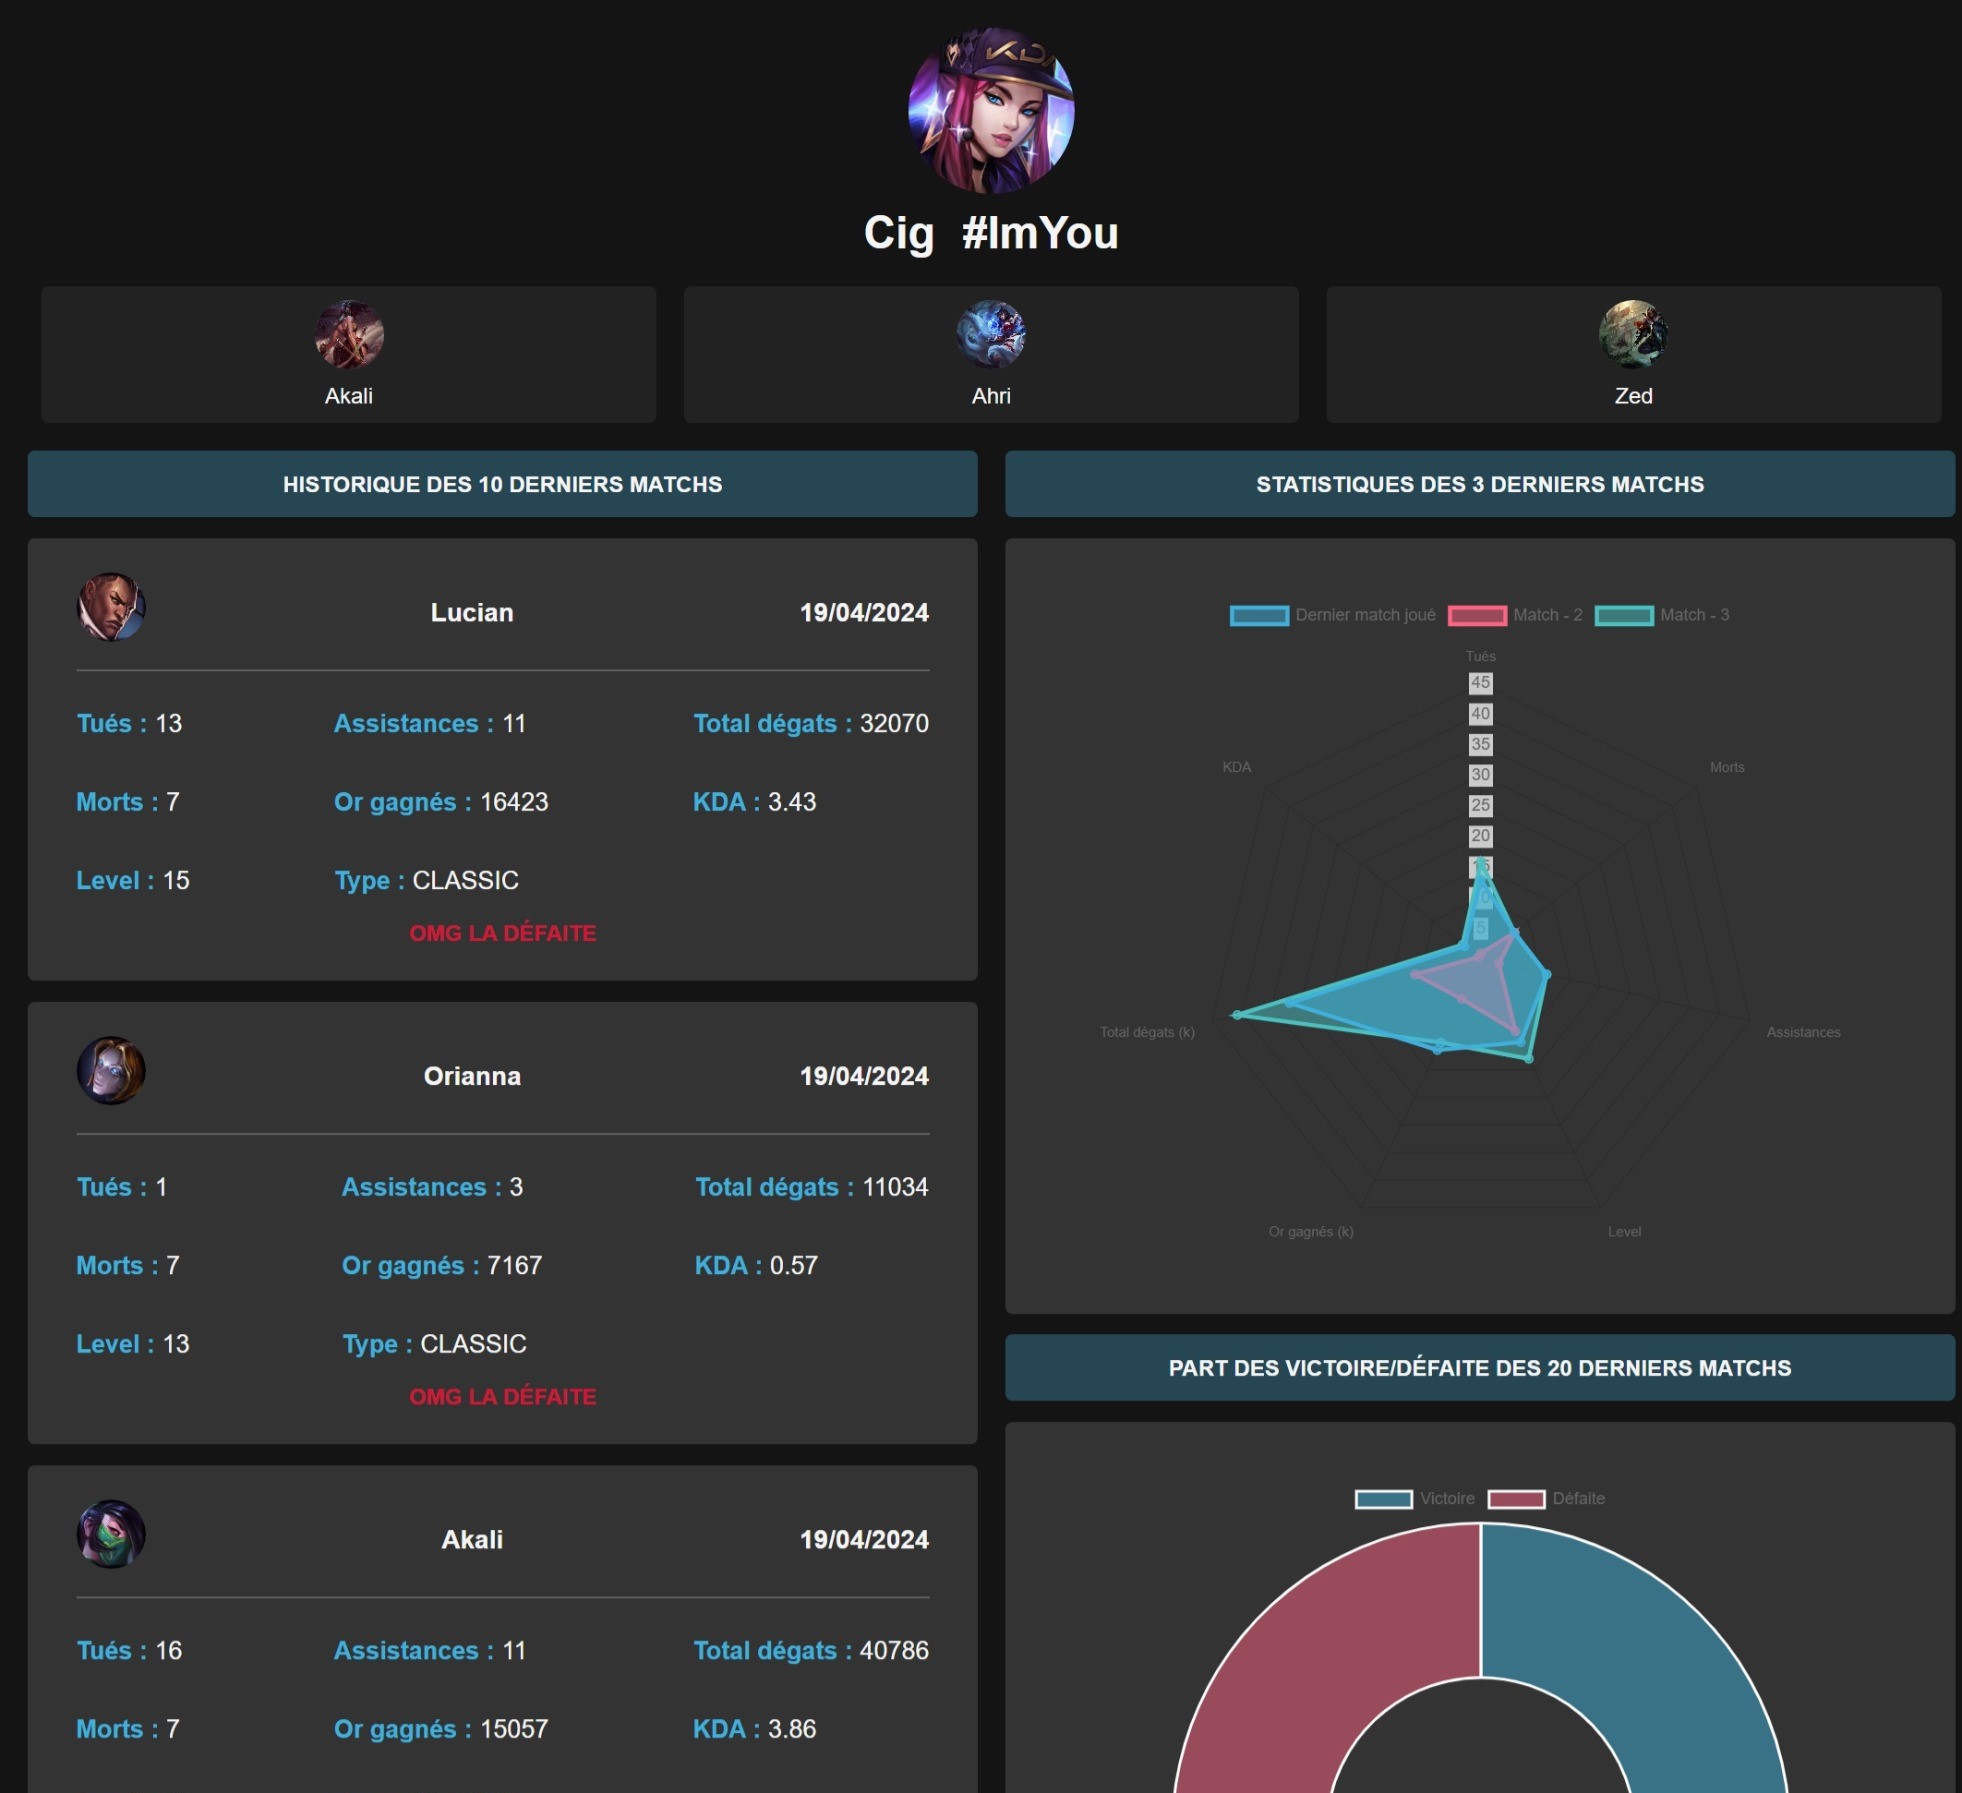 KDA
Cig #ImYou
Akali
Ahri
Zed
HISTORIQUE DES 10 DERNIERS MATCHS
Lucian 19/04/2024
Tués : 13 Assistances : 11 Total dégats : 32070
Morts : 7 Or gagnés : 16423 KDA : 3.43
Level : 15 Type : CLASSIC
OMG LA DÉFAITE
Orianna 19/04/2024
Tués : 1 Assistances : 3 Total dégats : 11034
Morts : 7 Or gagnés : 7167 KDA : 0.57
Level : 13 Type : CLASSIC
OMG LA DÉFAITE
Akali 19/04/2024
Tués : 16 Assistances : 11 Total dégats : 40786
Morts : 7 Or gagnés : 15057 KDA : 3.86
STATISTIQUES DES 3 DERNIERS MATCHS
Dernier match joué Match - 2 Match - 3
Tués
45
40
35
30
25
20
15
10
5
KDA
Morts
Total dégats (k)
Assistances
Or gagnés (k)
Level
PART DES VICTOIRE/DÉFAITE DES 20 DERNIERS MATCHS
Victoire Défaite